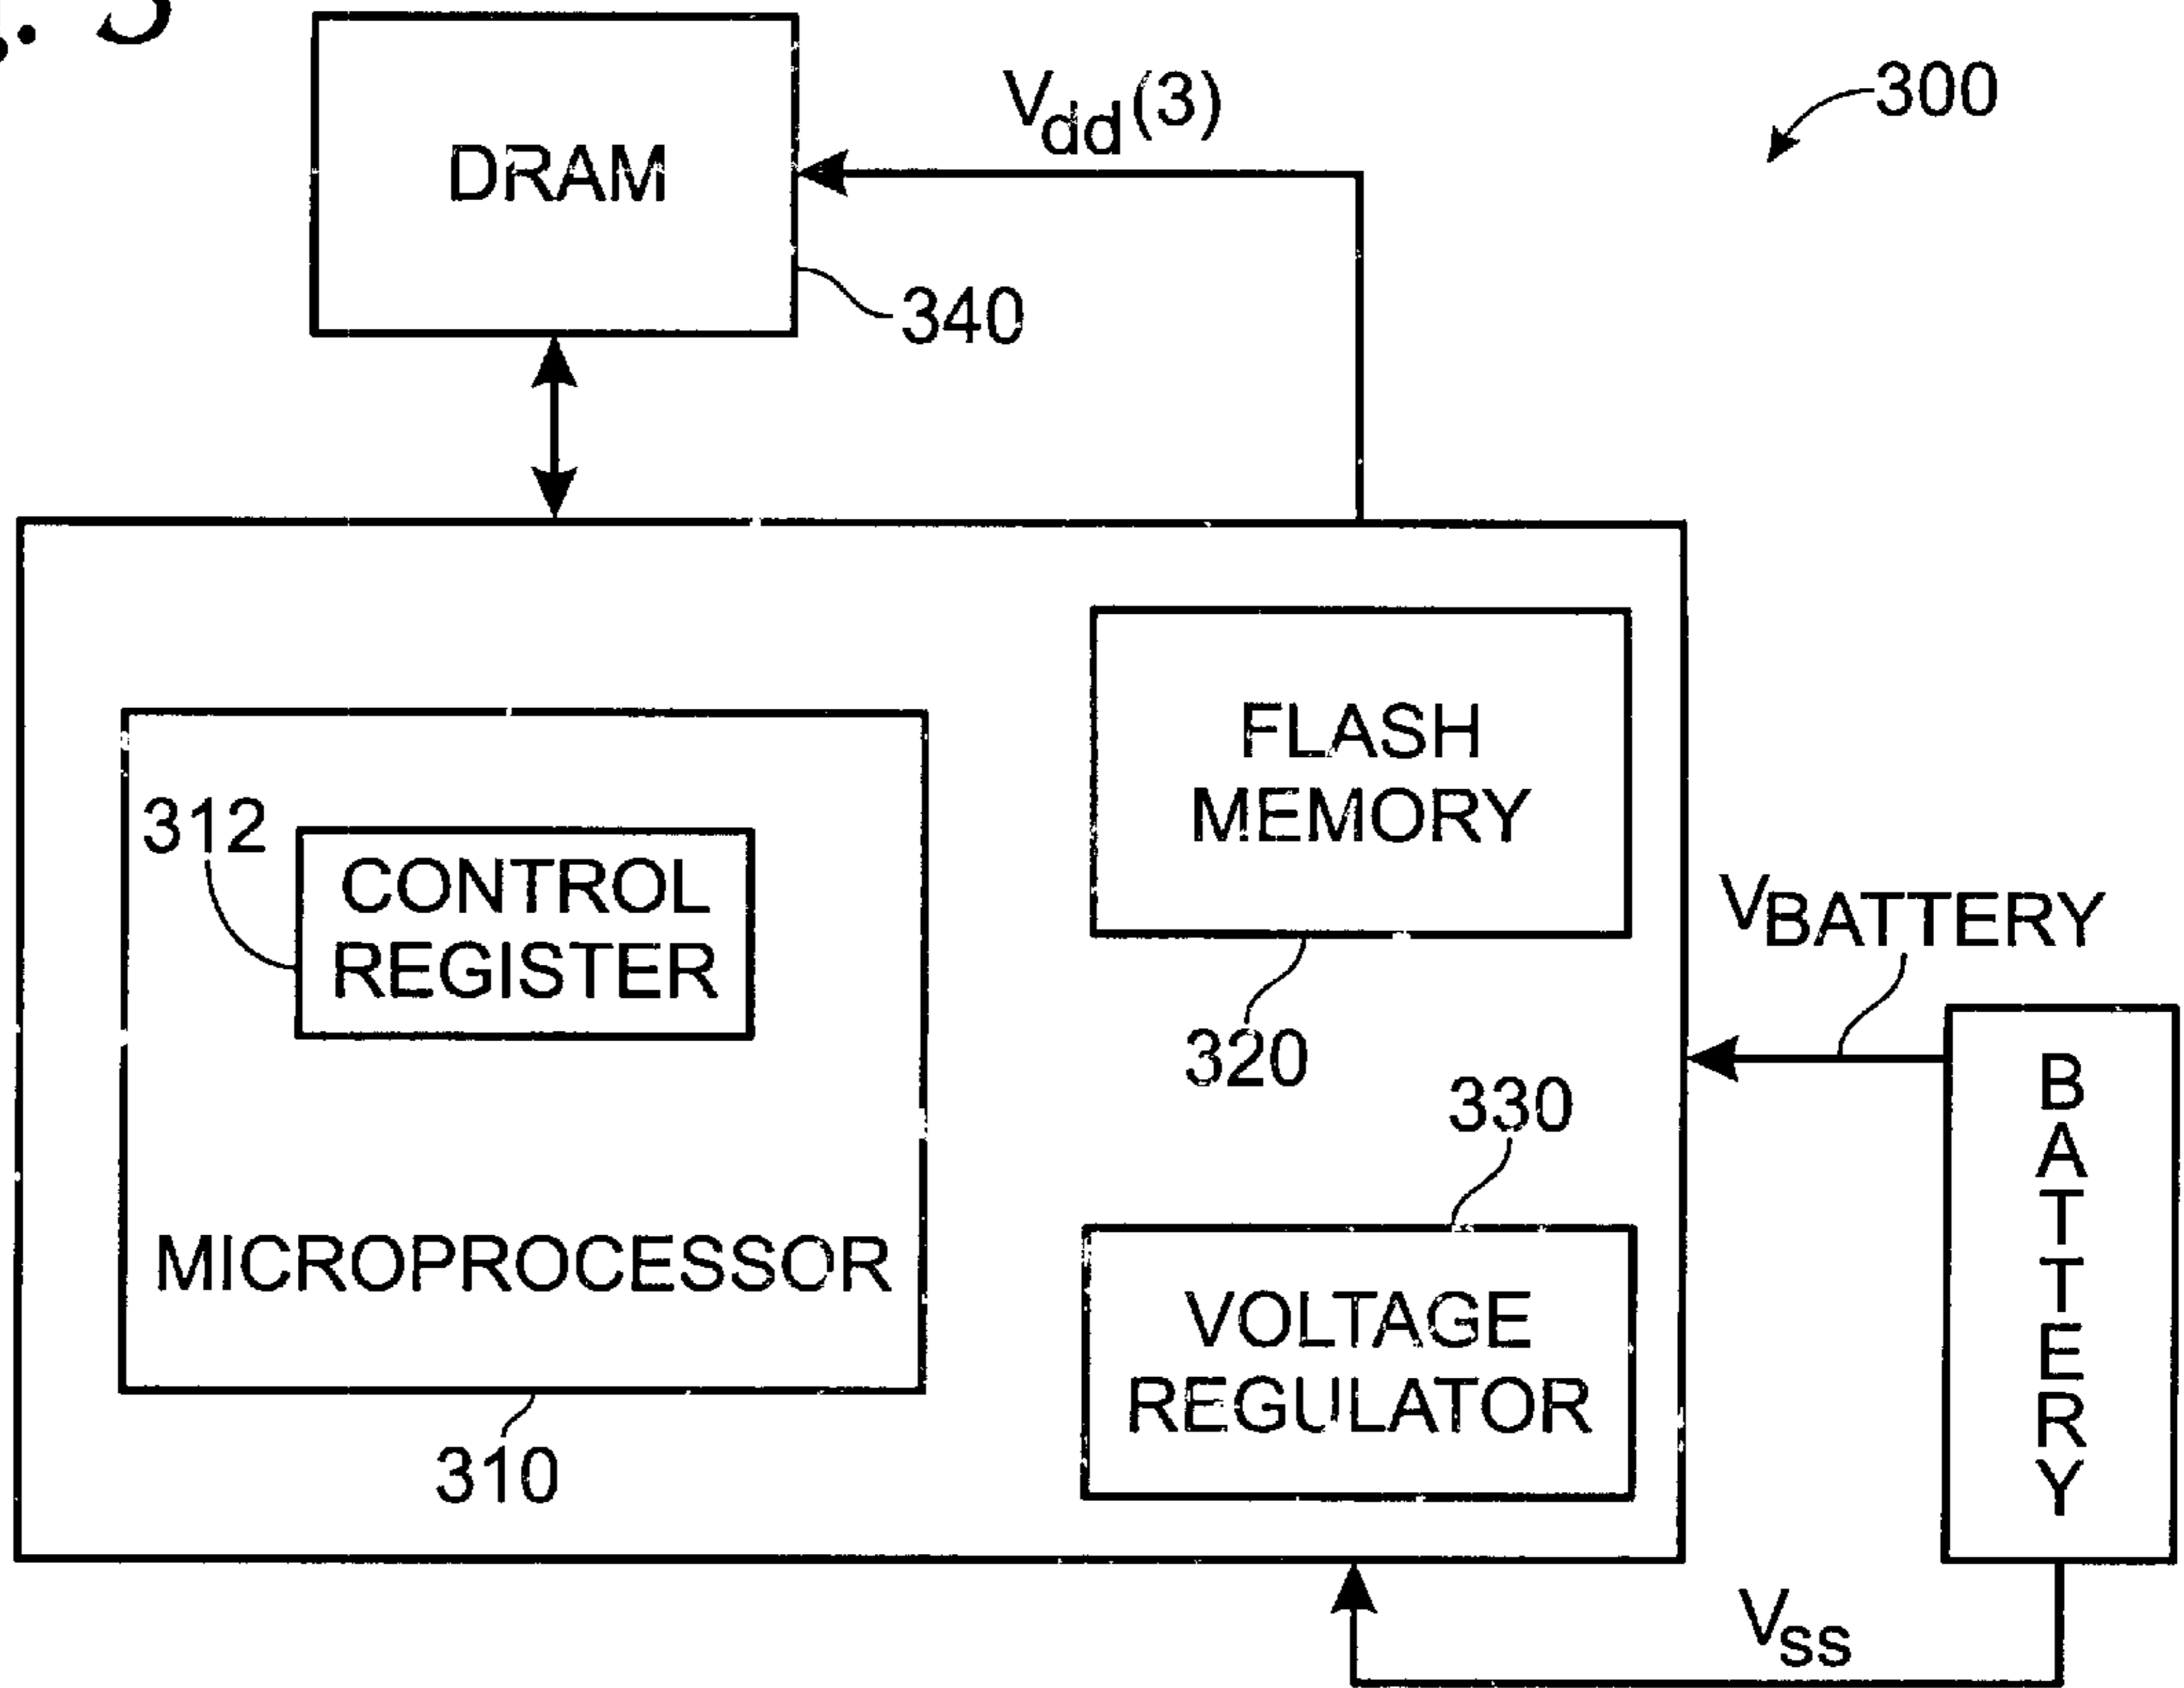 . 3
Vdd(3)
300
DRAM
340
FLASH
MEMORY
312
CONTROL
REGISTER
VBATTERY
320
330
BATTERY
MICROPROCESSOR
VOLTAGE
REGULATOR
310
Vss